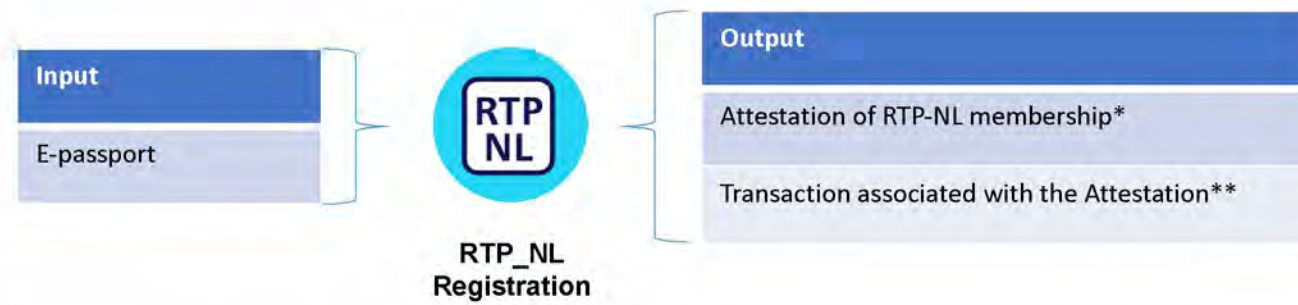 Input
E-passport
RTP
NL
RTP_NL
Registration
Output
Attestation of RTP-NL membership*
Transaction associated with the Attestation**